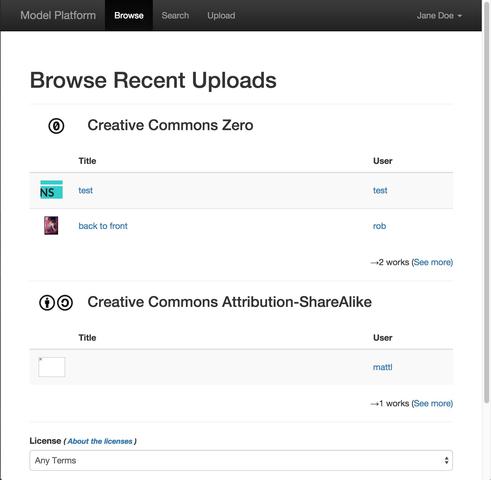 Model Platform Browse Search Upload Jane Doe
Browse Recent Uploads
Creative Commons Zero
Title User
NS test test
back to front rob
→2 works (See more)
Creative Commons Attribution-ShareAlike
Title User
mattl
→1 works (See more)
License ( About the licenses )
Any Terms